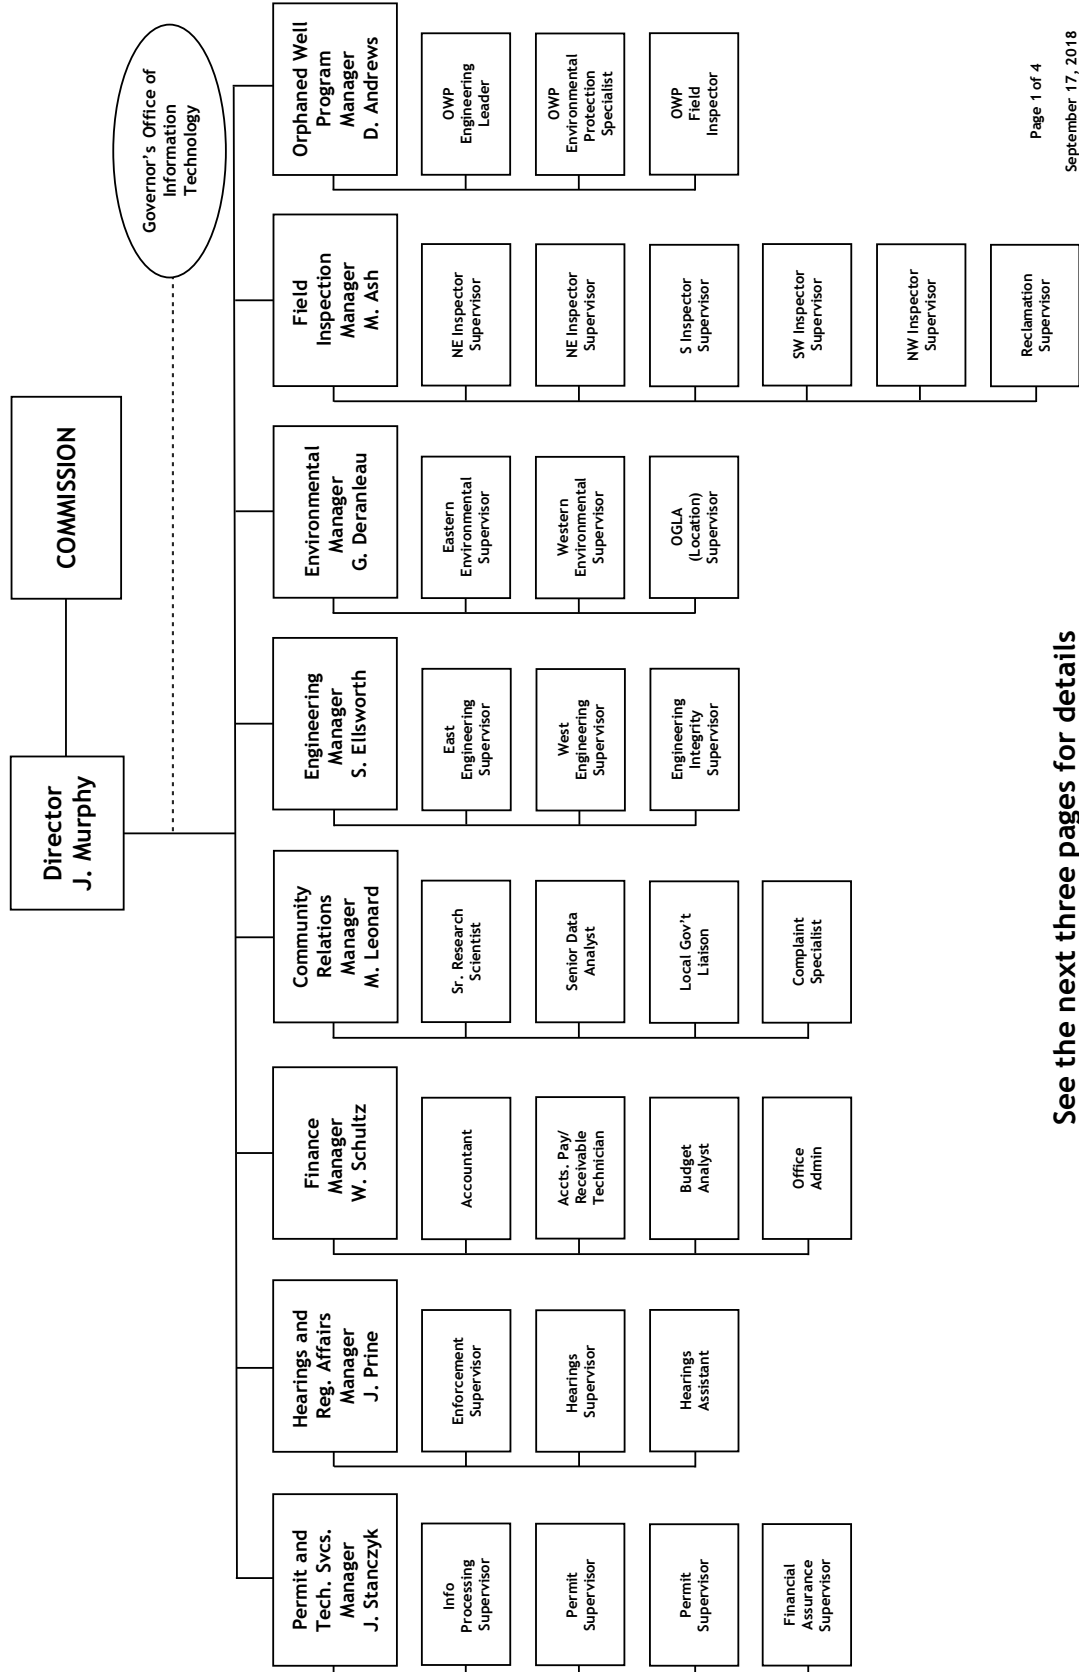 COMMISSION
Director
J. Murphy
Governor's Office of
Information
Technology
Permit and
Tech. Svcs.
Manager
J. Stanczyk
Info
Processing
Supervisor
Permit
Supervisor
Permit
Supervisor
Financial
Assurance
Supervisor
Hearings and
Reg. Affairs
Manager
J. Prine
Enforcement
Supervisor
Hearings
Supervisor
Hearings
Assistant
Finance
Manager
W. Schultz
Accountant
Accts. Pay/
Receivable
Technician
Budget
Analyst
Office
Admin
Community
Relations
Manager
M. Leonard
Sr. Research
Scientist
Senior Data
Analyst
Local Gov't
Liaison
Complaint
Specialist
Engineering
Manager
S. Ellsworth
East
Engineering
Supervisor
West
Engineering
Supervisor
Engineering
Integrity
Supervisor
Environmental
Manager
G. Deranleau
Eastern
Environmental
Supervisor
Western
Environmental
Supervisor
OGLA
(Location)
Supervisor
Field
Inspection
Manager
M. Ash
NE Inspector
Supervisor
NE Inspector
Supervisor
S Inspector
Supervisor
SW Inspector
Supervisor
NW Inspector
Supervisor
Reclamation
Supervisor
Orphaned Well
Program
Manager
D. Andrews
OWP
Engineering
Leader
OWP
Environmental
Protection
Specialist
OWP
Field
Inspector
See the next three pages for details
Page 1 of 4
September 17, 2018